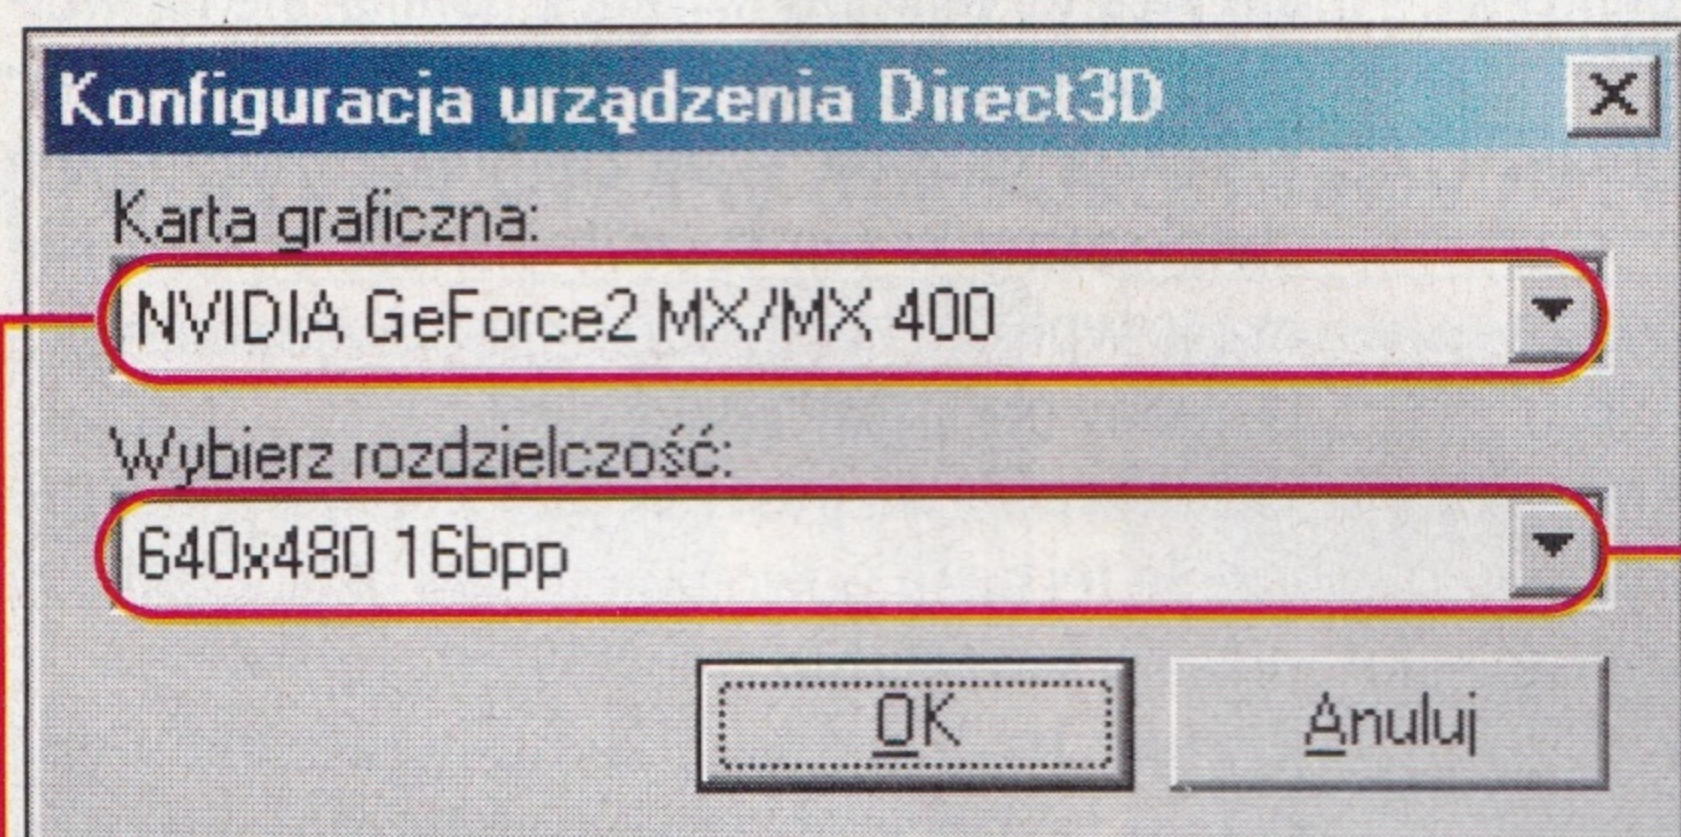 Konfiguracja urządzenia Direct3D
Karta graficzna:
NVIDIA GeForce2 MX/MX 400
Wybierz rozdzielczość:
640x480 16bpp
OK
Anuluj